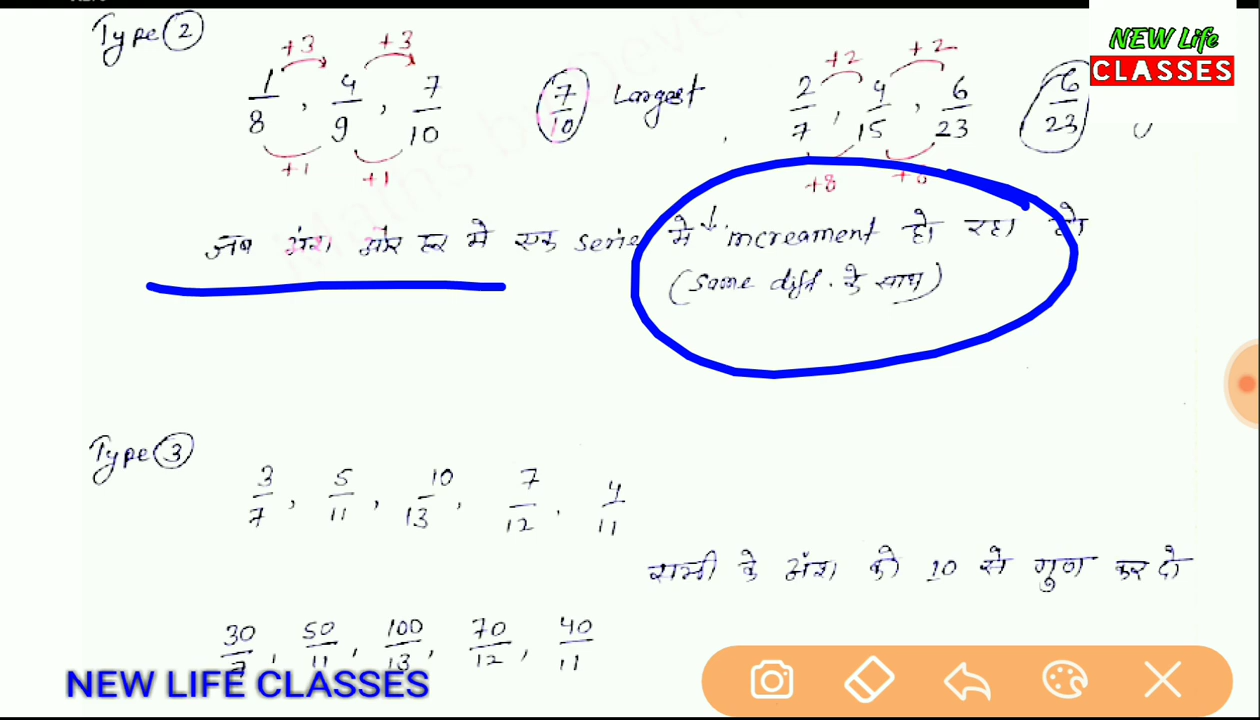 Type 2
+3 +3
1/8 , 4/9 , 7/10 7/10 Largest
+1 +1
+2 +2
2/7 , 4/15 , 6/23 6/23
+8 +8
NEW Life
CLASSES
जब अंश और हर मे एक series मे increament हो रहा हो
(Same diff. के साथ)
Type 3
3/7 , 5/11 , 10/13 , 7/12 , 4/11
सभी के अंश को 10 से गुणा कर दो
30/7 , 50/11 , 100/13 , 70/12 , 40/11
NEW LIFE CLASSES